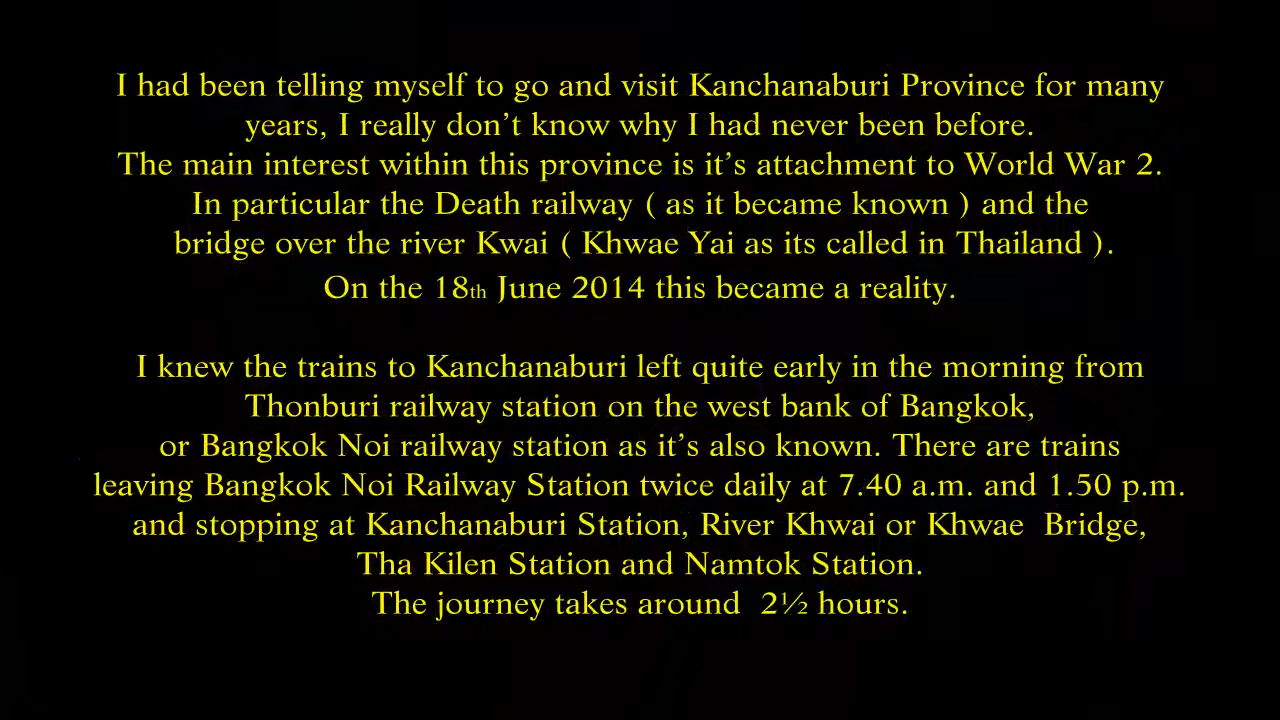 I had been telling myself to go and visit Kanchanaburi Province for many
years, I really don’t know why I had never been before.
The main interest within this province is it’s attachment to World War 2.
In particular the Death railway ( as it became known ) and the
bridge over the river Kwai ( Khwae Yai as its called in Thailand ).
On the 18th June 2014 this became a reality.
I knew the trains to Kanchanaburi left quite early in the morning from
Thonburi railway station on the west bank of Bangkok,
or Bangkok Noi railway station as it’s also known. There are trains
leaving Bangkok Noi Railway Station twice daily at 7.40 a.m. and 1.50 p.m.
and stopping at Kanchanaburi Station, River Khwai or Khwae  Bridge,
Tha Kilen Station and Namtok Station.
The journey takes around  2½ hours.